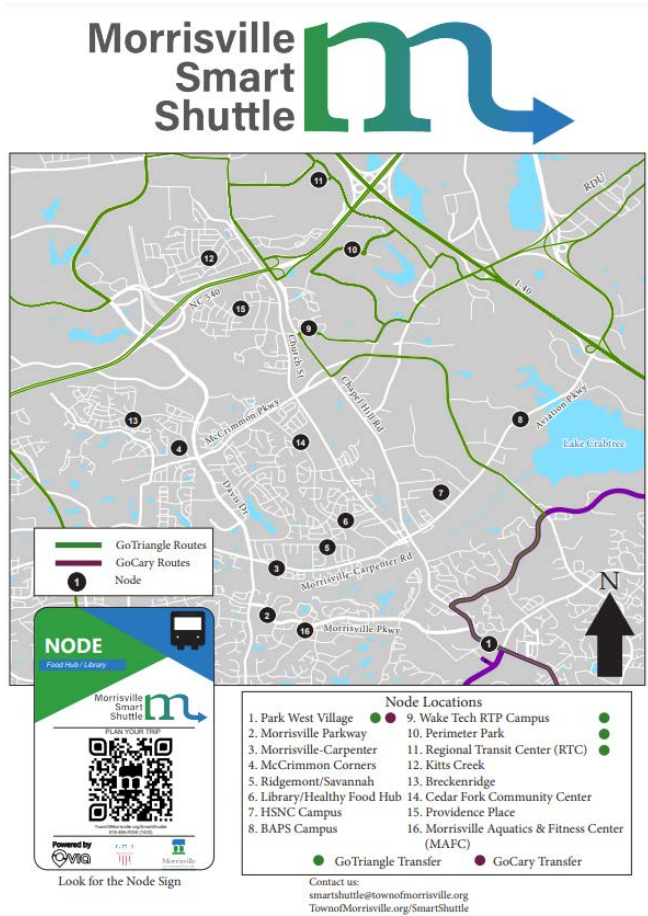 Morrisville
Smart
Shuttle
m
11
RDU
10
12
I-40
NC 540
15
9
Church St
Chapel Hill Rd
McCrimmon Pkwy
13
8
Aviation Pkwy
4
14
Lake Crabtree
Davis Dr.
7
6
5
GoTriangle Routes
GoCary Routes
1 Node
3
Morrisville-Carpenter Rd
N
2
16
Morrisville Pkwy
1
NODE
Food Hub / Library
Morrisville
Smart
Shuttle
m
PLAN YOUR TRIP
Powered by
via
Morrisville
Look for the Node Sign
Node Locations
1. Park West Village
2. Morrisville Parkway
3. Morrisville-Carpenter
4. McCrimmon Corners
5. Ridgemont/Savannah
6. Library/Healthy Food Hub
7. HSNC Campus
8. BAPS Campus
9. Wake Tech RTP Campus
10. Perimeter Park
11. Regional Transit Center (RTC)
12. Kitts Creek
13. Breckenridge
14. Cedar Fork Community Center
15. Providence Place
16. Morrisville Aquatics & Fitness Center
(MAFC)
GoTriangle Transfer
GoCary Transfer
Contact us:
smartshuttle@townofmorrisville.org
TownofMorrisville.org/SmartShuttle